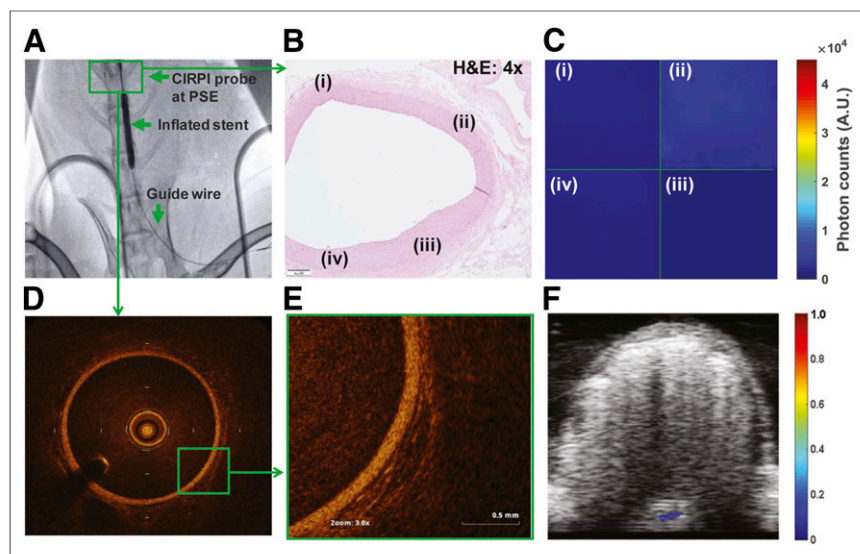 A
CIRPI probe
at PSE
Inflated stent
Guide wire
B
H&E: 4x
(i)
(ii)
(iii)
(iv)
C
(i)
(ii)
(iv)
(iii)
×10⁴
4
3
2
1
0
Photon counts (A.U.)
D
E
Zoom: 3.0x
0.5 mm
F
1.0
0.8
0.6
0.4
0.2
0